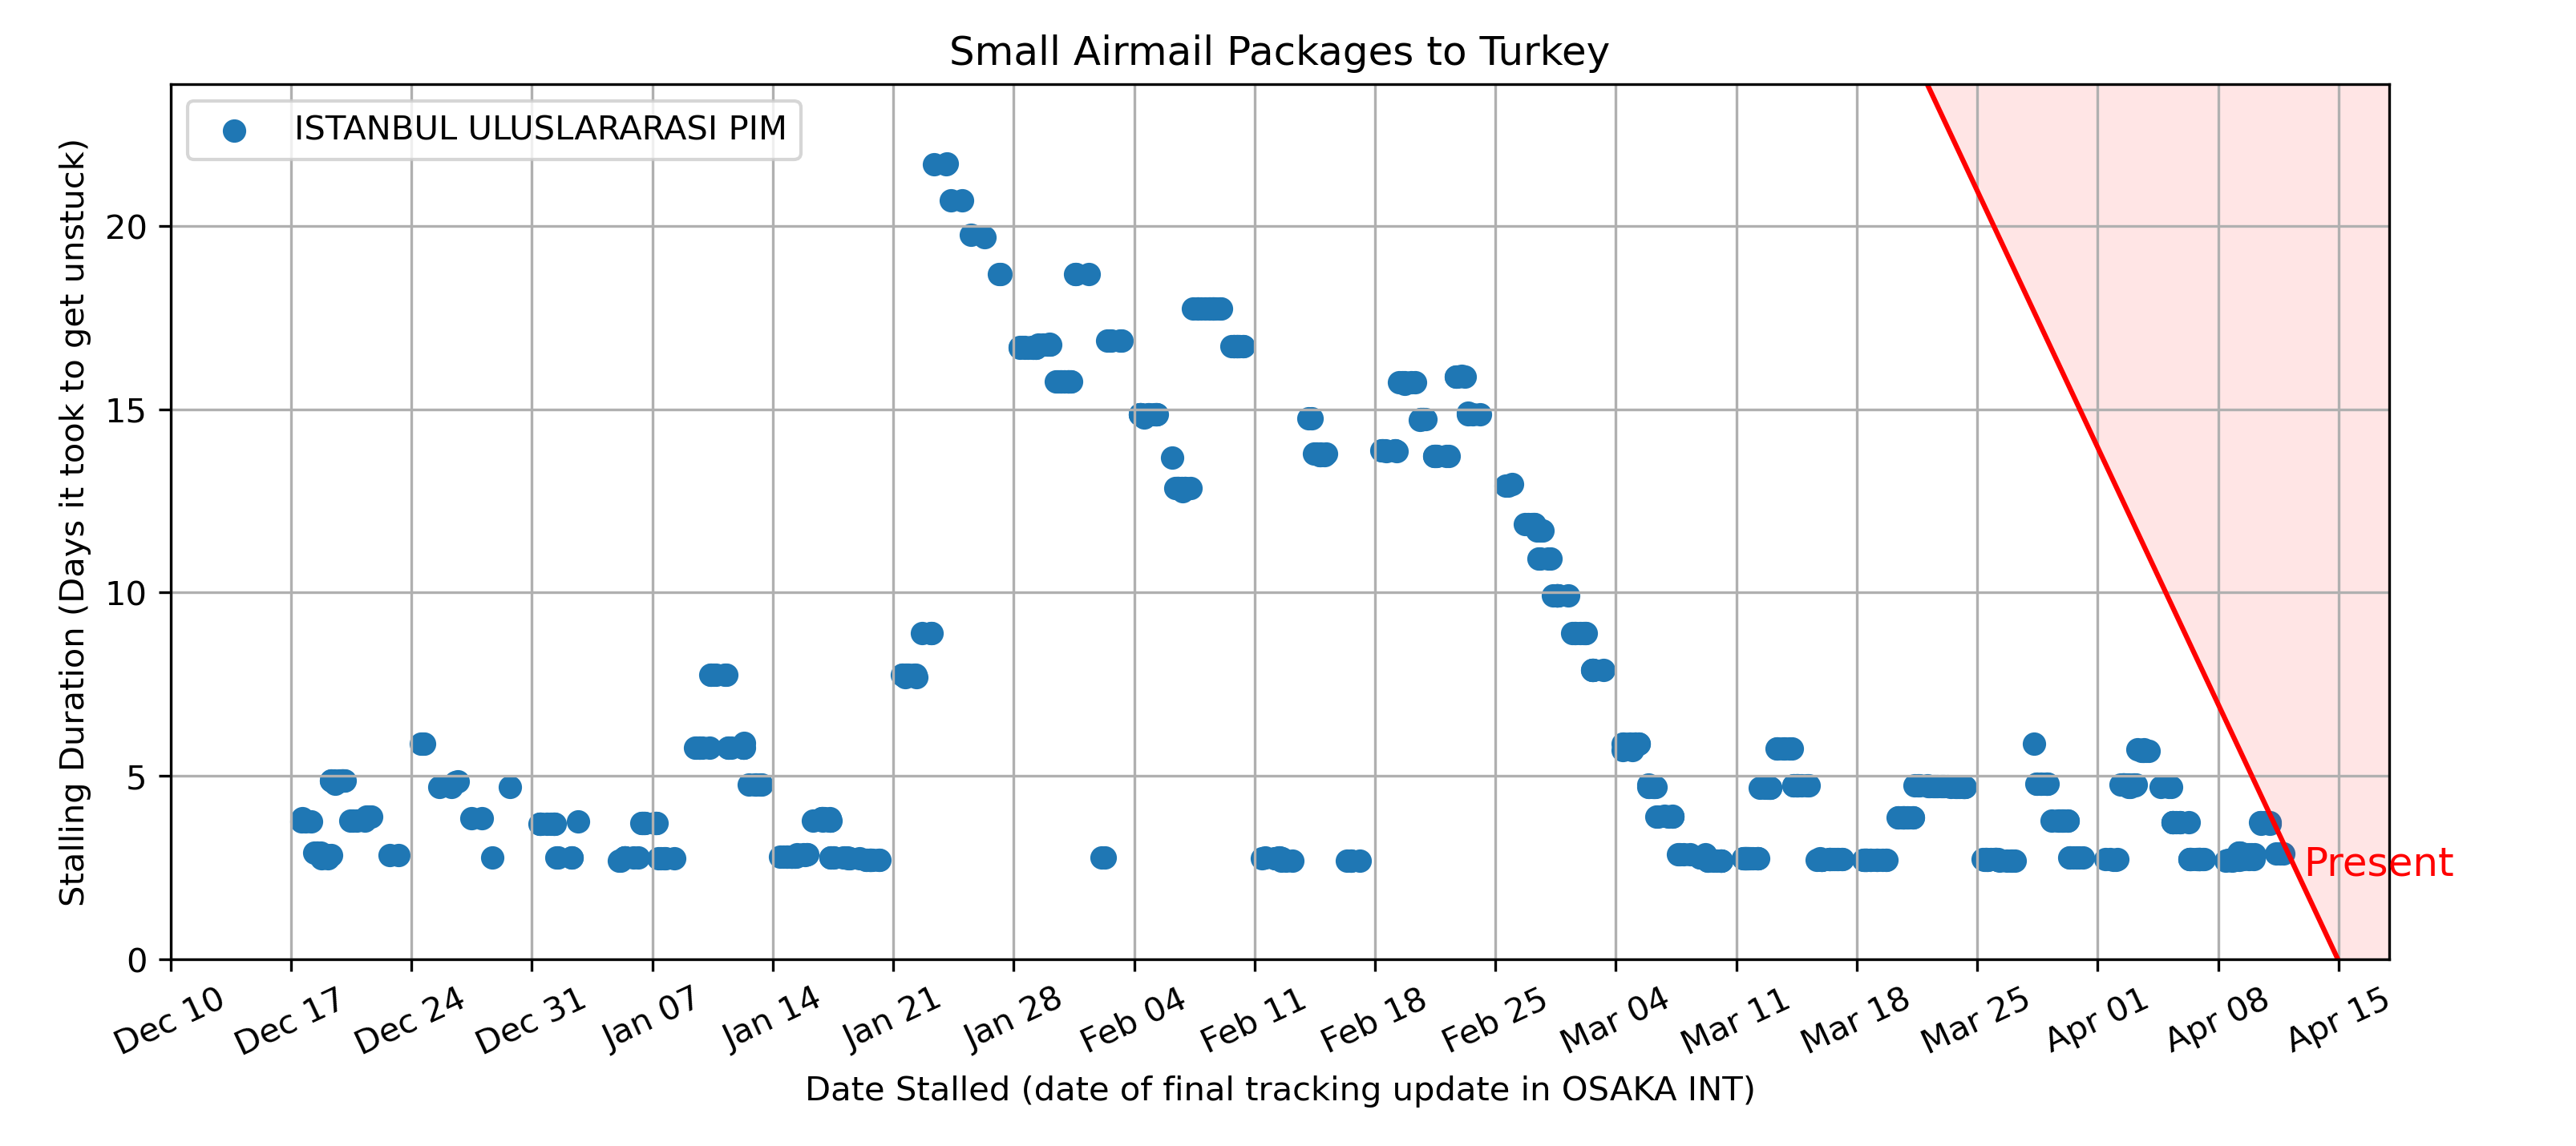 Small Airmail Packages to Turkey
ISTANBUL ULUSLARARASI PIM
Stalling Duration (Days it took to get unstuck)
20
15
10
5
0
Present
Dec 10
Dec 17
Dec 24
Dec 31
Jan 07
Jan 14
Jan 21
Jan 28
Feb 04
Feb 11
Feb 18
Feb 25
Mar 04
Mar 11
Mar 18
Mar 25
Apr 01
Apr 08
Apr 15
Date Stalled (date of final tracking update in OSAKA INT)